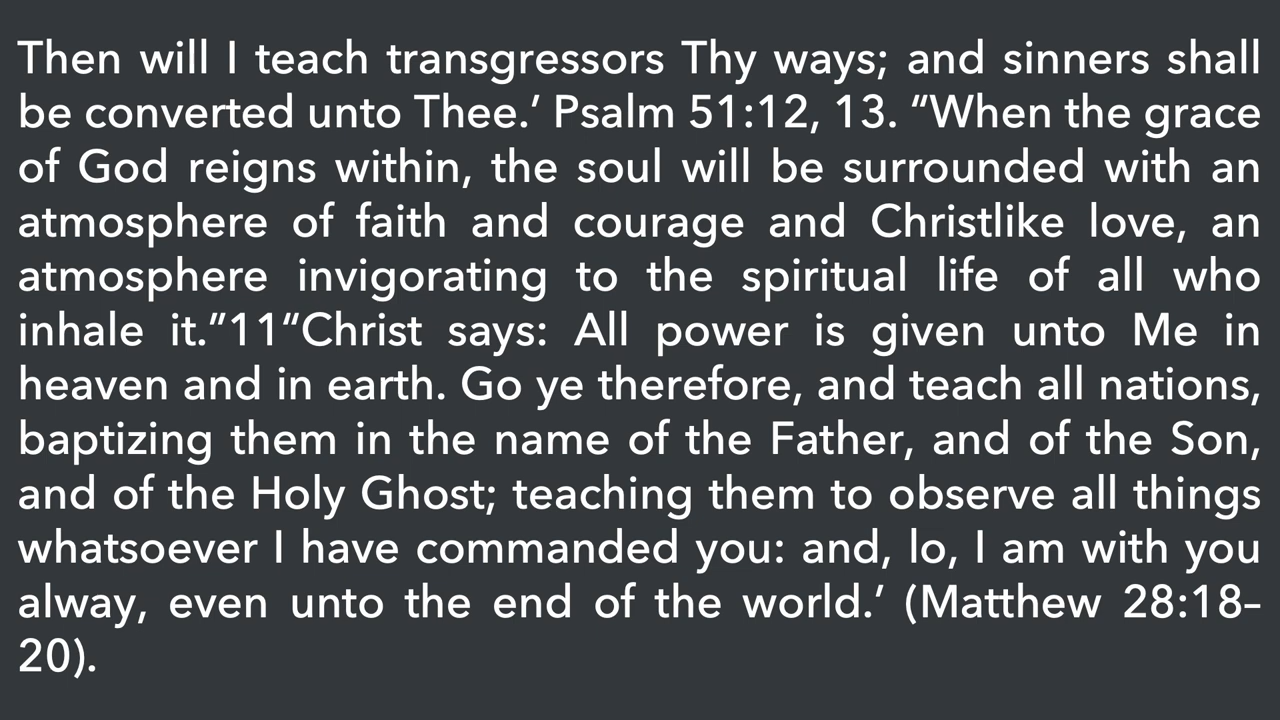 Then will I teach transgressors Thy ways; and sinners shall
be converted unto Thee.’ Psalm 51:12, 13. “When the grace
of God reigns within, the soul will be surrounded with an
atmosphere of faith and courage and Christlike love, an
atmosphere invigorating to the spiritual life of all who
inhale it.”11“Christ says: All power is given unto Me in
heaven and in earth. Go ye therefore, and teach all nations,
baptizing them in the name of the Father, and of the Son,
and of the Holy Ghost; teaching them to observe all things
whatsoever I have commanded you: and, lo, I am with you
alway, even unto the end of the world.’ (Matthew 28:18–
20).